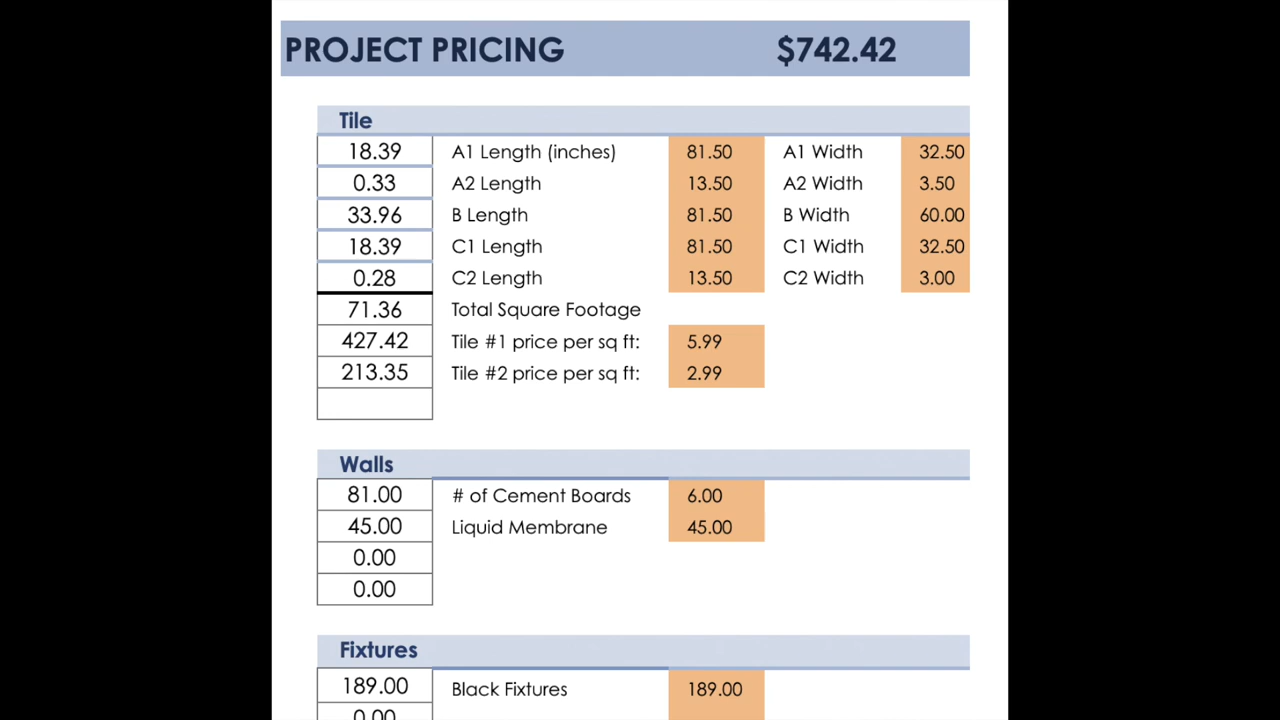 PROJECT PRICING $742.42
Tile
18.39 A1 Length (inches) 81.50 A1 Width 32.50
0.33 A2 Length 13.50 A2 Width 3.50
33.96 B Length 81.50 B Width 60.00
18.39 C1 Length 81.50 C1 Width 32.50
0.28 C2 Length 13.50 C2 Width 3.00
71.36 Total Square Footage
427.42 Tile #1 price per sq ft: 5.99
213.35 Tile #2 price per sq ft: 2.99
Walls
81.00 # of Cement Boards 6.00
45.00 Liquid Membrane 45.00
0.00
0.00
Fixtures
189.00 Black Fixtures 189.00
0.00